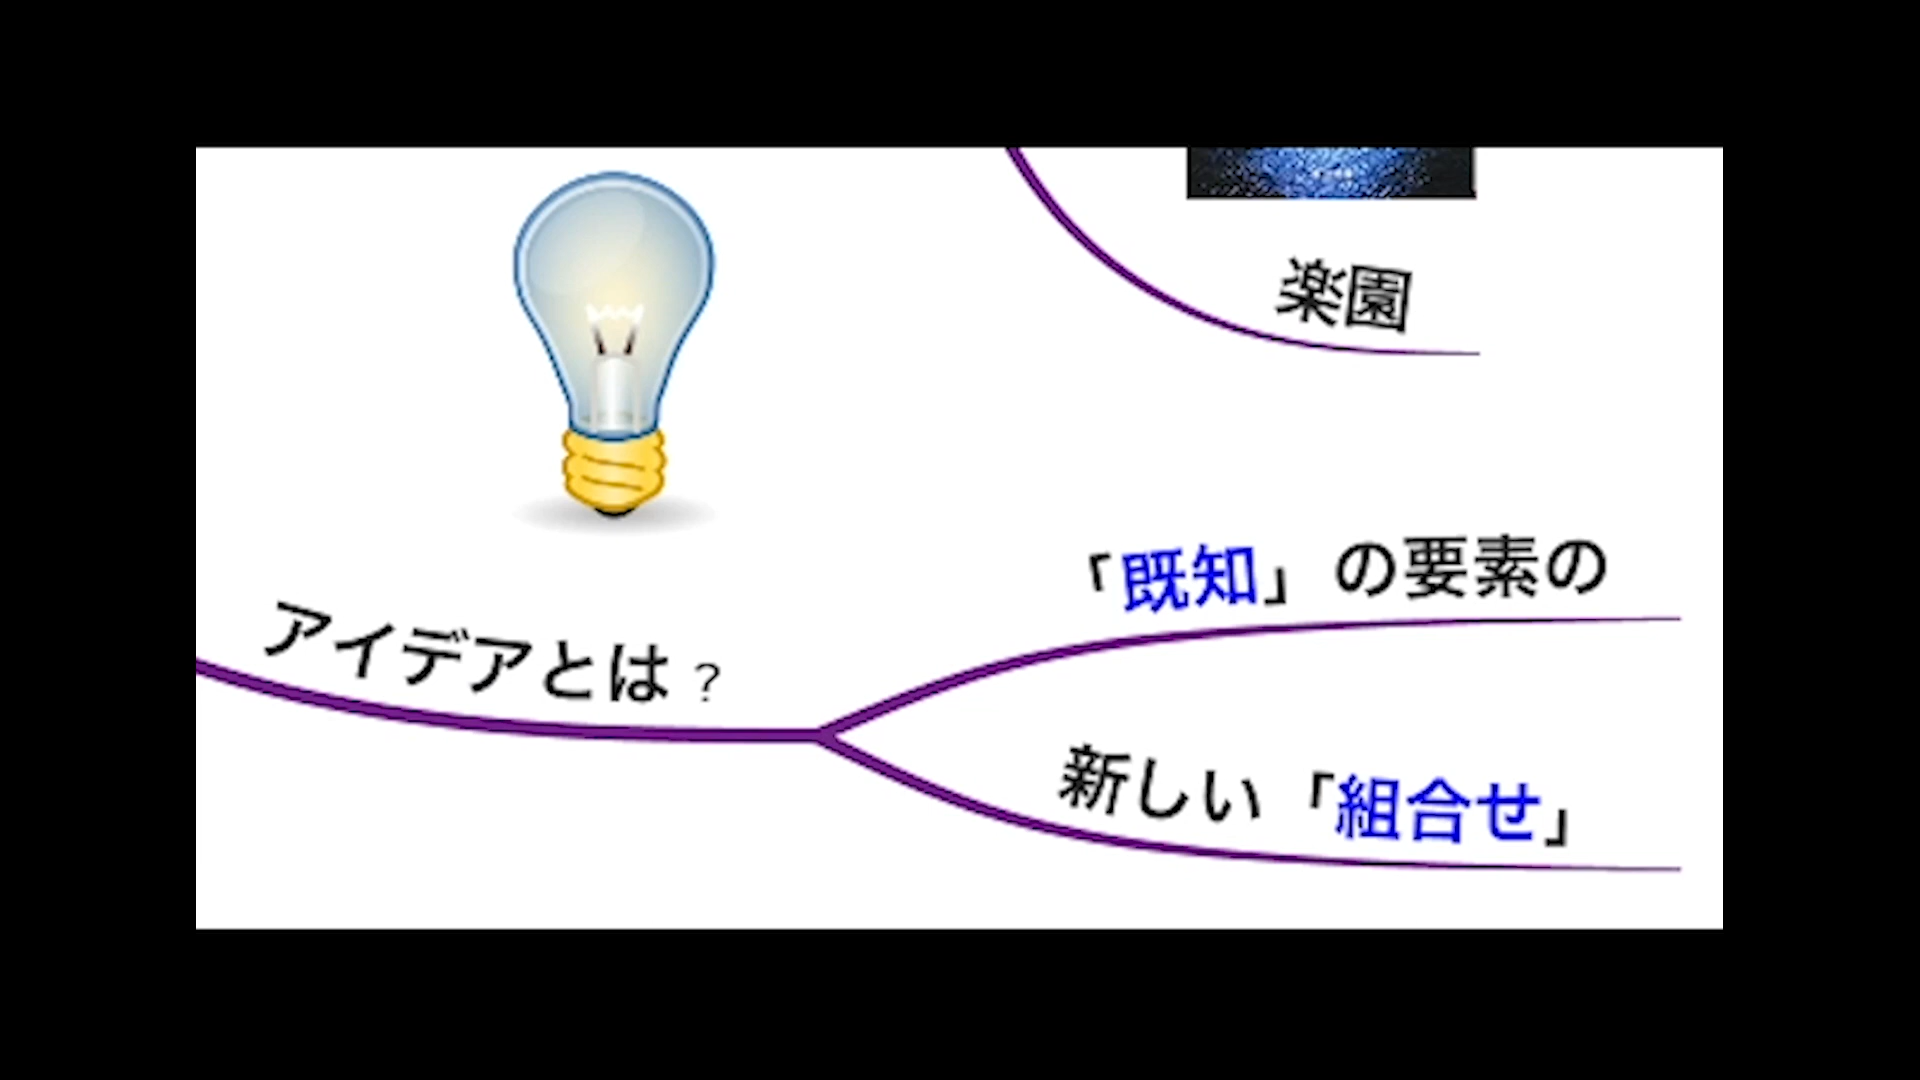 楽園
「既知」の要素の
アイデアとは？
新しい「組合せ」